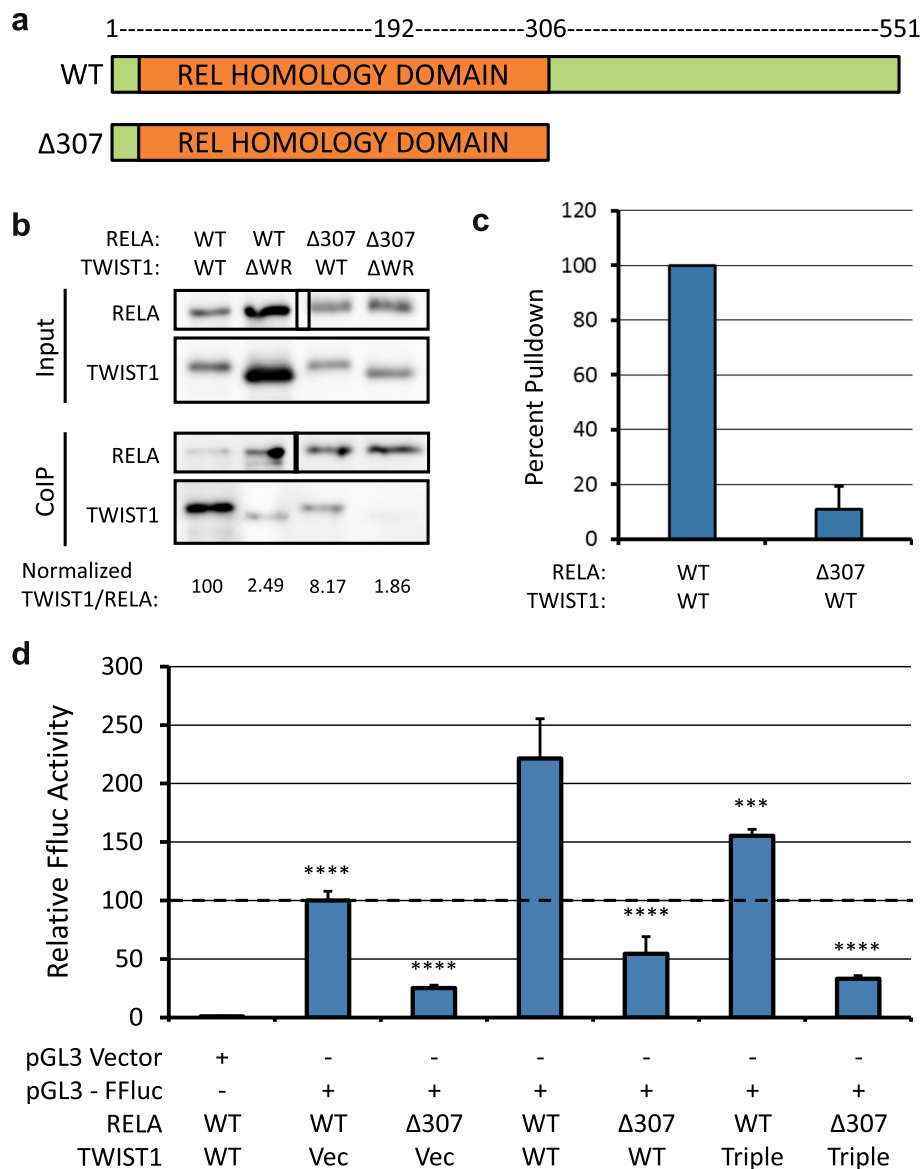 a
1--------------------192----------306-----------------------551
WT REL HOMOLOGY DOMAIN
Δ307 REL HOMOLOGY DOMAIN
b
RELA: WT WT Δ307 Δ307
TWIST1: WT ΔWR WT ΔWR
Input
RELA
TWIST1
CoIP
RELA
TWIST1
Normalized
TWIST1/RELA: 100 2.49 8.17 1.86
c
Percent Pulldown
120
100
80
60
40
20
0
RELA: WT Δ307
TWIST1: WT WT
d
Relative Ffluc Activity
300
250
200
150
100
50
0
**** **** **** *** ****
pGL3 Vector + - - - - - -
pGL3 - FFluc - + + + + + +
RELA WT WT Δ307 WT Δ307 WT Δ307
TWIST1 WT Vec Vec WT WT Triple Triple